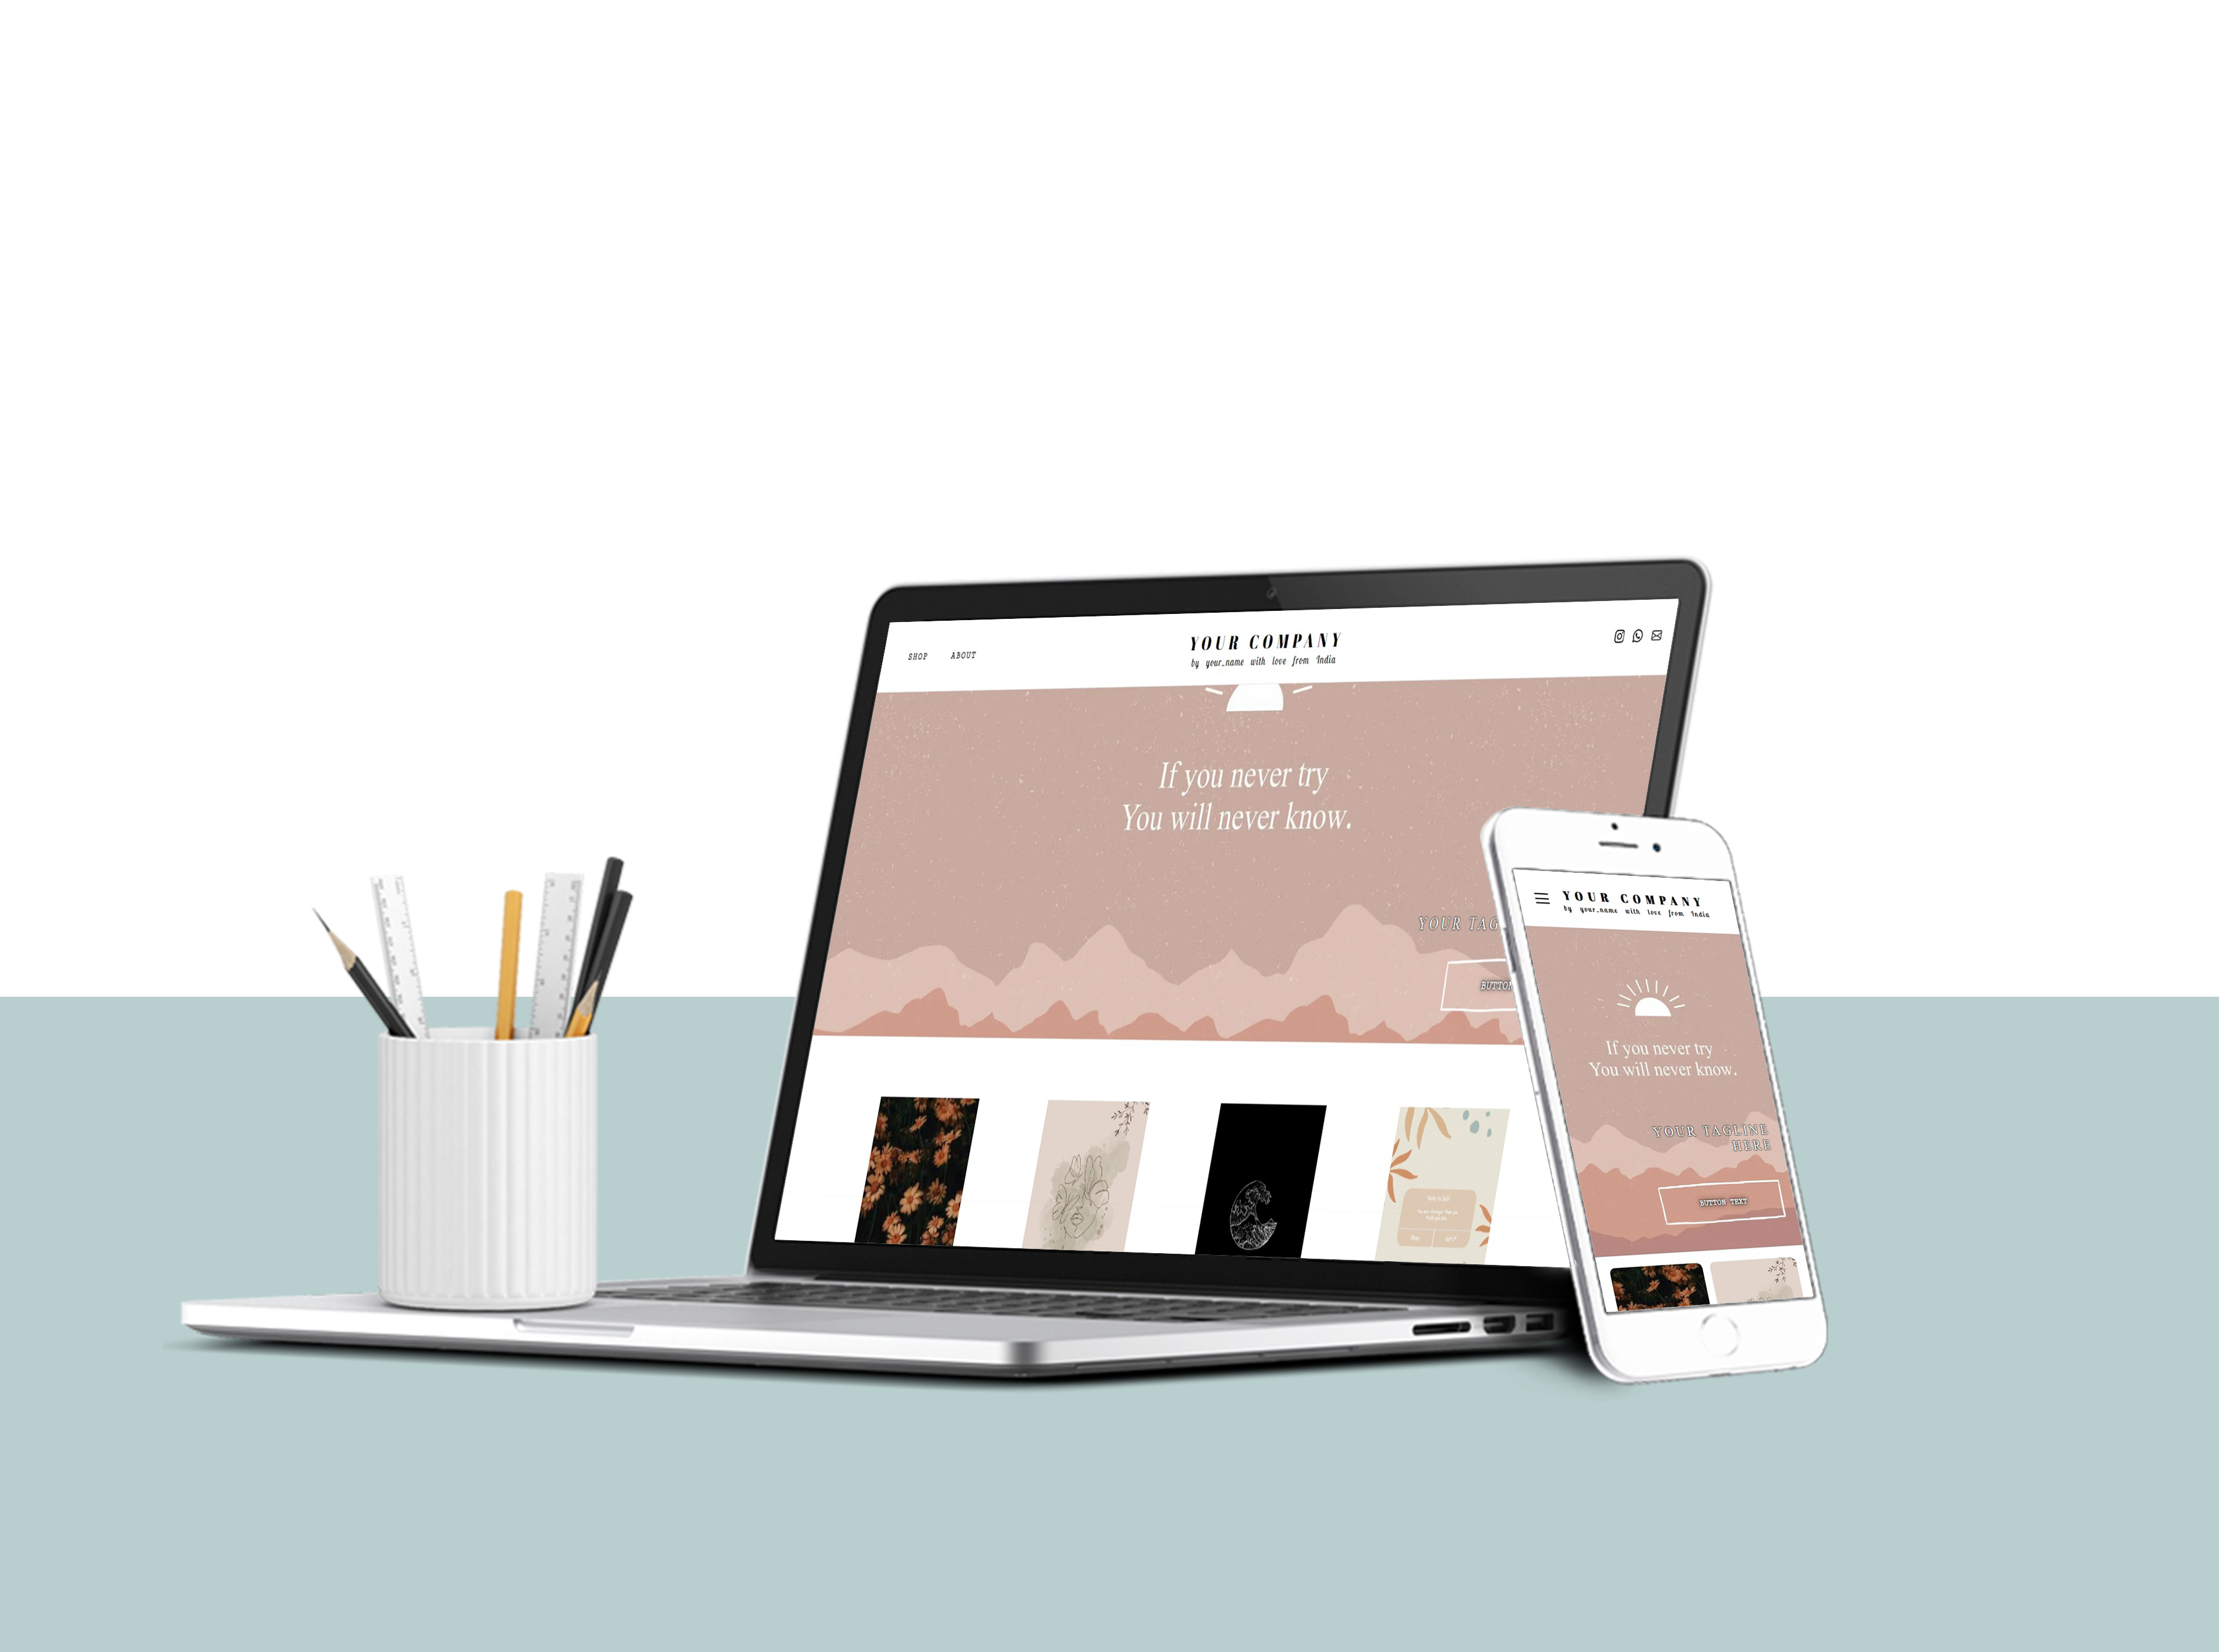 SHOP ABOUT
YOUR COMPANY
by your_name with love from India
If you never try
You will never know.
YOUR TAG
BUTTON
YOUR COMPANY
by your_name with love from India
If you never try
You will never know.
YOUR TAGLINE
HERE
BUTTON TEXT